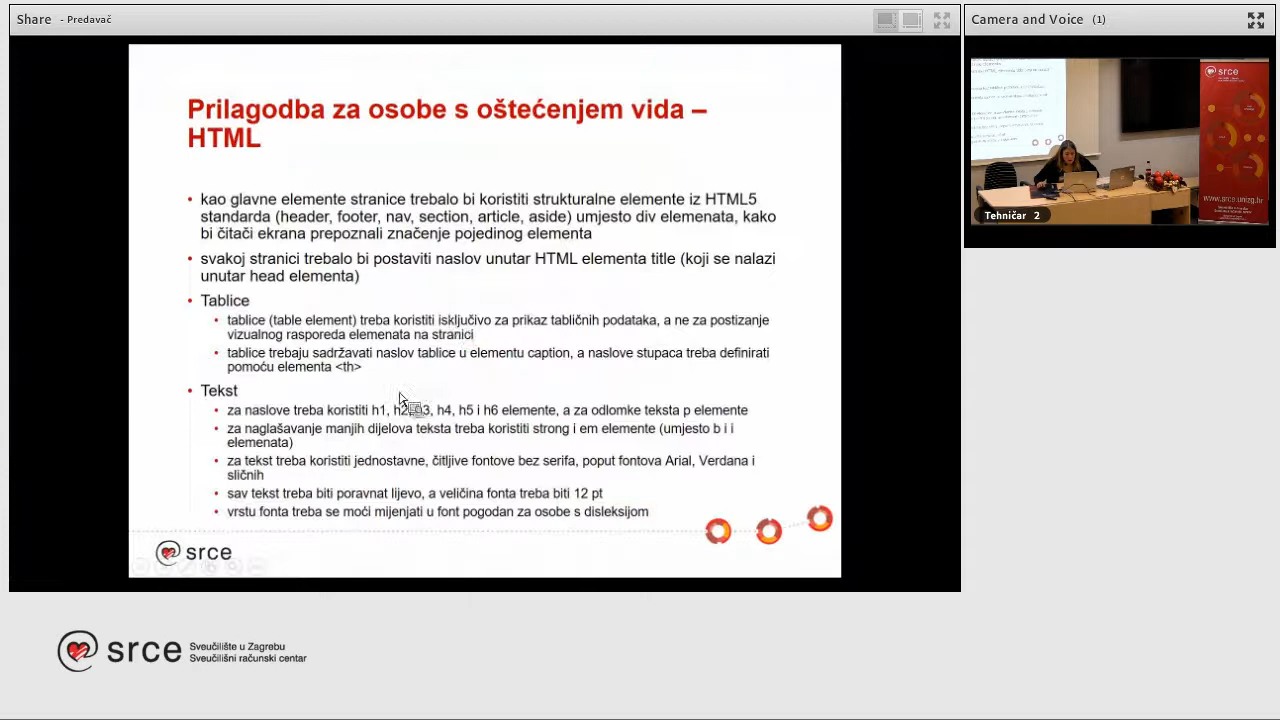 Share - Predavač
Camera and Voice (1)
Prilagodba za osobe s oštećenjem vida –
HTML
• kao glavne elemente stranice trebalo bi koristiti strukturalne elemente iz HTML5
standarda (header, footer, nav, section, article, aside) umjesto div elemenata, kako
bi čitači ekrana prepoznali značenje pojedinog elementa
• svakoj stranici trebalo bi postaviti naslov unutar HTML elementa title (koji se nalazi
unutar head elementa)
• Tablice
• tablice (table element) treba koristiti isključivo za prikaz tabličnih podataka, a ne za postizanje
vizualnog rasporeda elemenata na stranici
• tablice trebaju sadržavati naslov tablice u elementu caption, a naslove stupaca treba definirati
pomoću elementa <th>
• Tekst
• za naslove treba koristiti h1, h2, h3, h4, h5 i h6 elemente, a za odlomke teksta p elemente
• za naglašavanje manjih dijelova teksta treba koristiti strong i em elemente (umjesto b i i
elemenata)
• za tekst treba koristiti jednostavne, čitljive fontove bez serifa, poput fontova Arial, Verdana i
sličnih
• sav tekst treba biti poravnat lijevo, a veličina fonta treba biti 12 pt
• vrstu fonta treba se moći mijenjati u font pogodan za osobe s disleksijom
srce
srce
www.srce.unizg.hr
Tehničar 2
srce
Sveučilište u Zagrebu
Sveučilišni računski centar